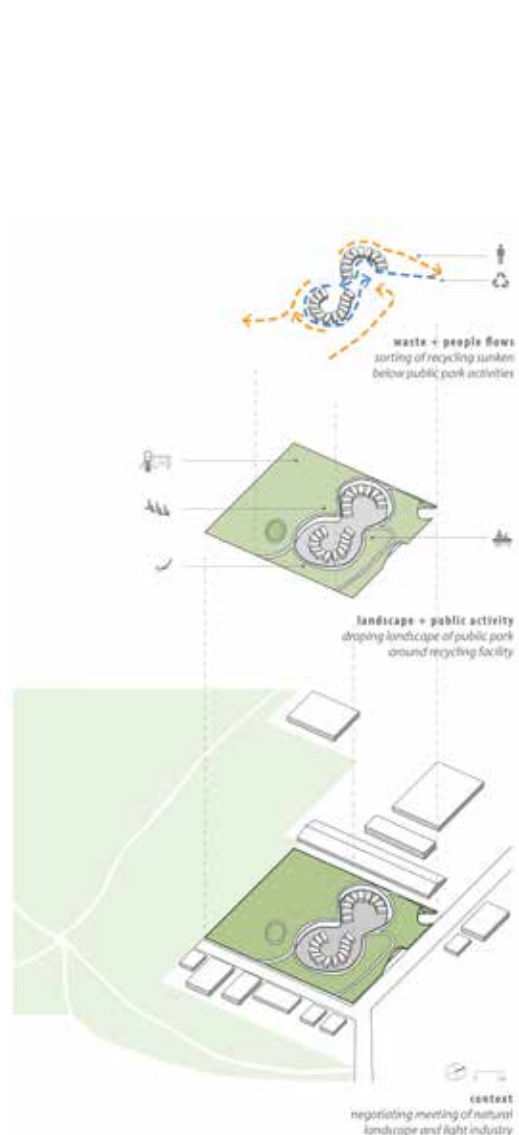 waste + people flows
sorting of recycling sunken
below public park activities
landscape + public activity
draping landscape of public park
around recycling facility
context
negotiating meeting of natural
landscape and light industry